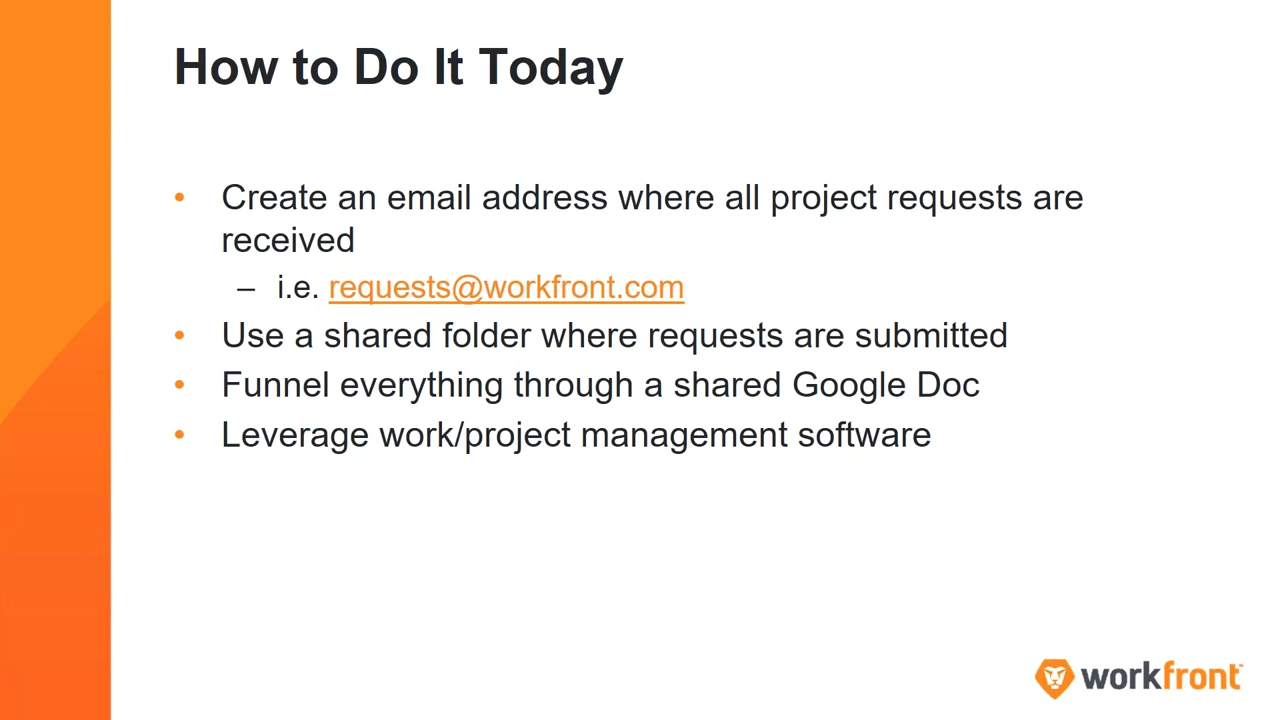 How to Do It Today
• Create an email address where all project requests are
received
– i.e. requests@workfront.com
• Use a shared folder where requests are submitted
• Funnel everything through a shared Google Doc
• Leverage work/project management software
workfront™